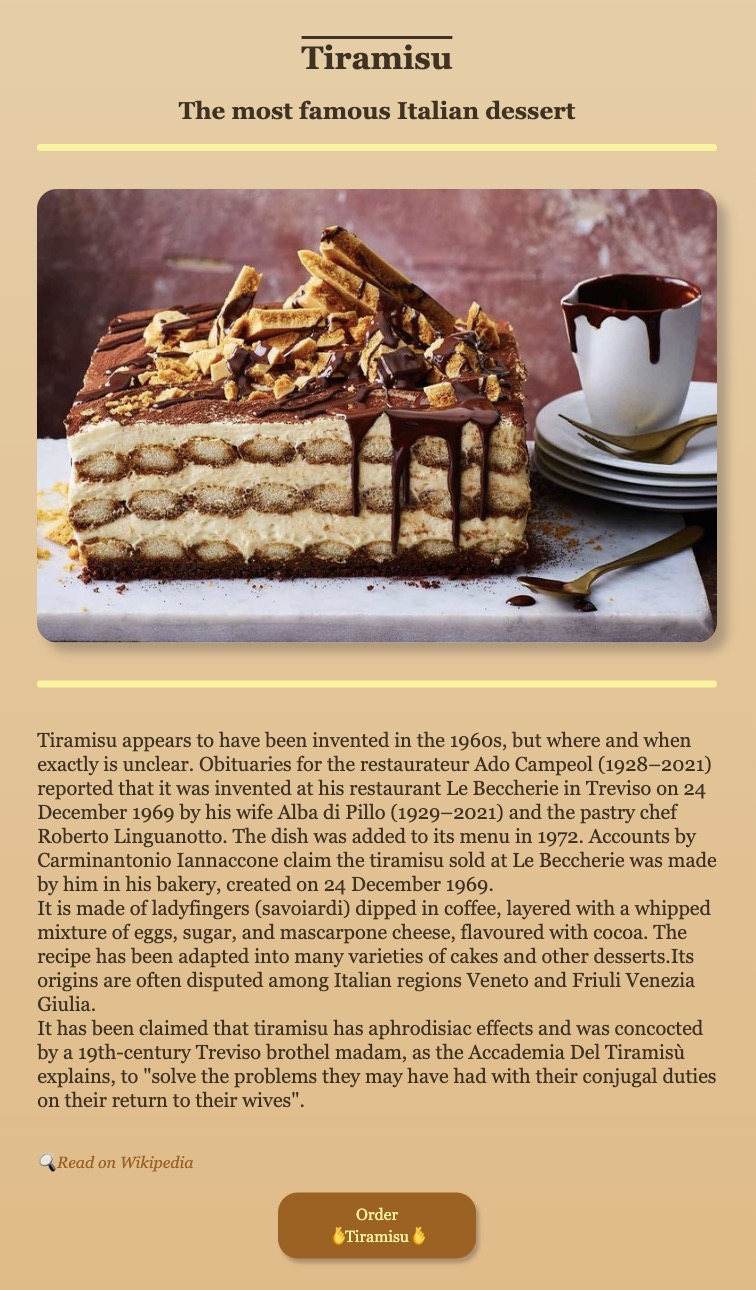 Tiramisu
The most famous Italian dessert
Tiramisu appears to have been invented in the 1960s, but where and when
exactly is unclear. Obituaries for the restaurateur Ado Campeol (1928–2021)
reported that it was invented at his restaurant Le Beccherie in Treviso on 24
December 1969 by his wife Alba di Pillo (1929–2021) and the pastry chef
Roberto Linguanotto. The dish was added to its menu in 1972. Accounts by
Carminantonio Iannaccone claim the tiramisu sold at Le Beccherie was made
by him in his bakery, created on 24 December 1969.
It is made of ladyfingers (savoiardi) dipped in coffee, layered with a whipped
mixture of eggs, sugar, and mascarpone cheese, flavoured with cocoa. The
recipe has been adapted into many varieties of cakes and other desserts.Its
origins are often disputed among Italian regions Veneto and Friuli Venezia
Giulia.
It has been claimed that tiramisu has aphrodisiac effects and was concocted
by a 19th-century Treviso brothel madam, as the Accademia Del Tiramisù
explains, to "solve the problems they may have had with their conjugal duties
on their return to their wives".
🔍Read on Wikipedia
Order
🫰Tiramisu🫰